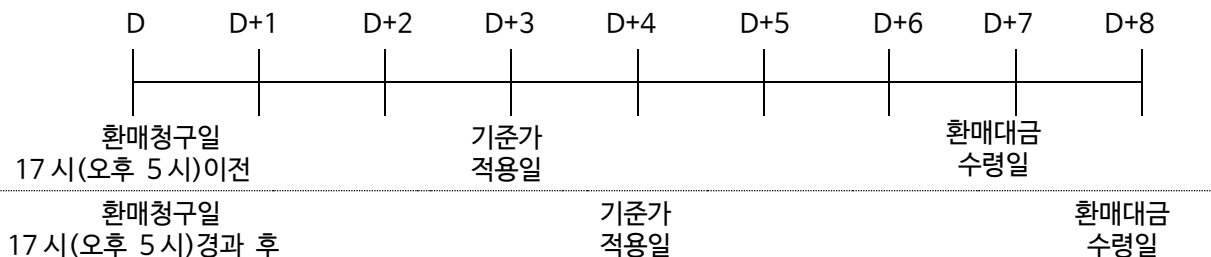 D D+1 D+2 D+3 D+4 D+5 D+6 D+7 D+8
환매청구일 기준가 환매대금
17시(오후 5시)이전 적용일 수령일
환매청구일 기준가 환매대금
17시(오후 5시)경과 후 적용일 수령일